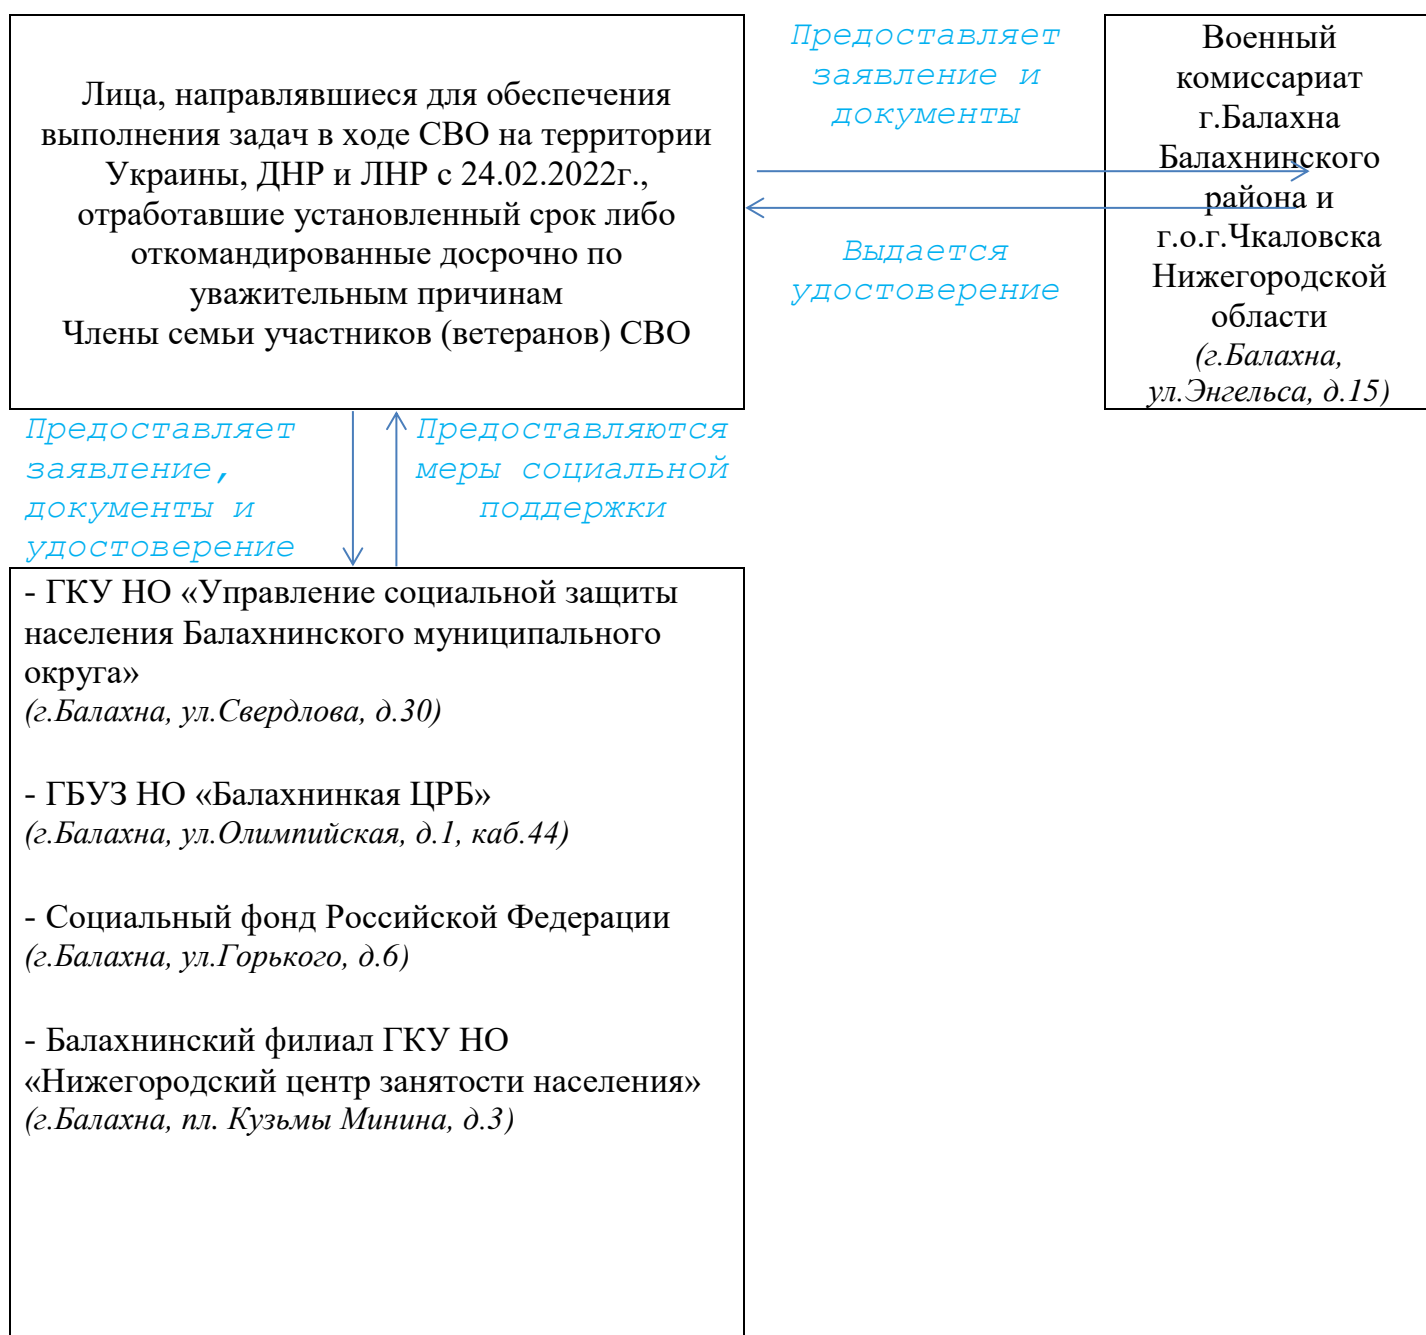 Лица, направлявшиеся для обеспечения
выполнения задач в ходе СВО на территории
Украины, ДНР и ЛНР с 24.02.2022г.,
отработавшие установленный срок либо
откомандированные досрочно по
уважительным причинам
Члены семьи участников (ветеранов) СВО
Предоставляет
заявление и
документы
Выдается
удостоверение
Военный
комиссариат
г.Балахна
Балахнинского
района и
г.о.г.Чкаловска
Нижегородской
области
(г.Балахна,
ул.Энгельса, д.15)
Предоставляет
заявление,
документы и
удостоверение
Предоставляются
меры социальной
поддержки
- ГКУ НО «Управление социальной защиты
населения Балахнинского муниципального
округа»
(г.Балахна, ул.Свердлова, д.30)
- ГБУЗ НО «Балахнинкая ЦРБ»
(г.Балахна, ул.Олимпийская, д.1, каб.44)
- Социальный фонд Российской Федерации
(г.Балахна, ул.Горького, д.6)
- Балахнинский филиал ГКУ НО
«Нижегородский центр занятости населения»
(г.Балахна, пл. Кузьмы Минина, д.3)